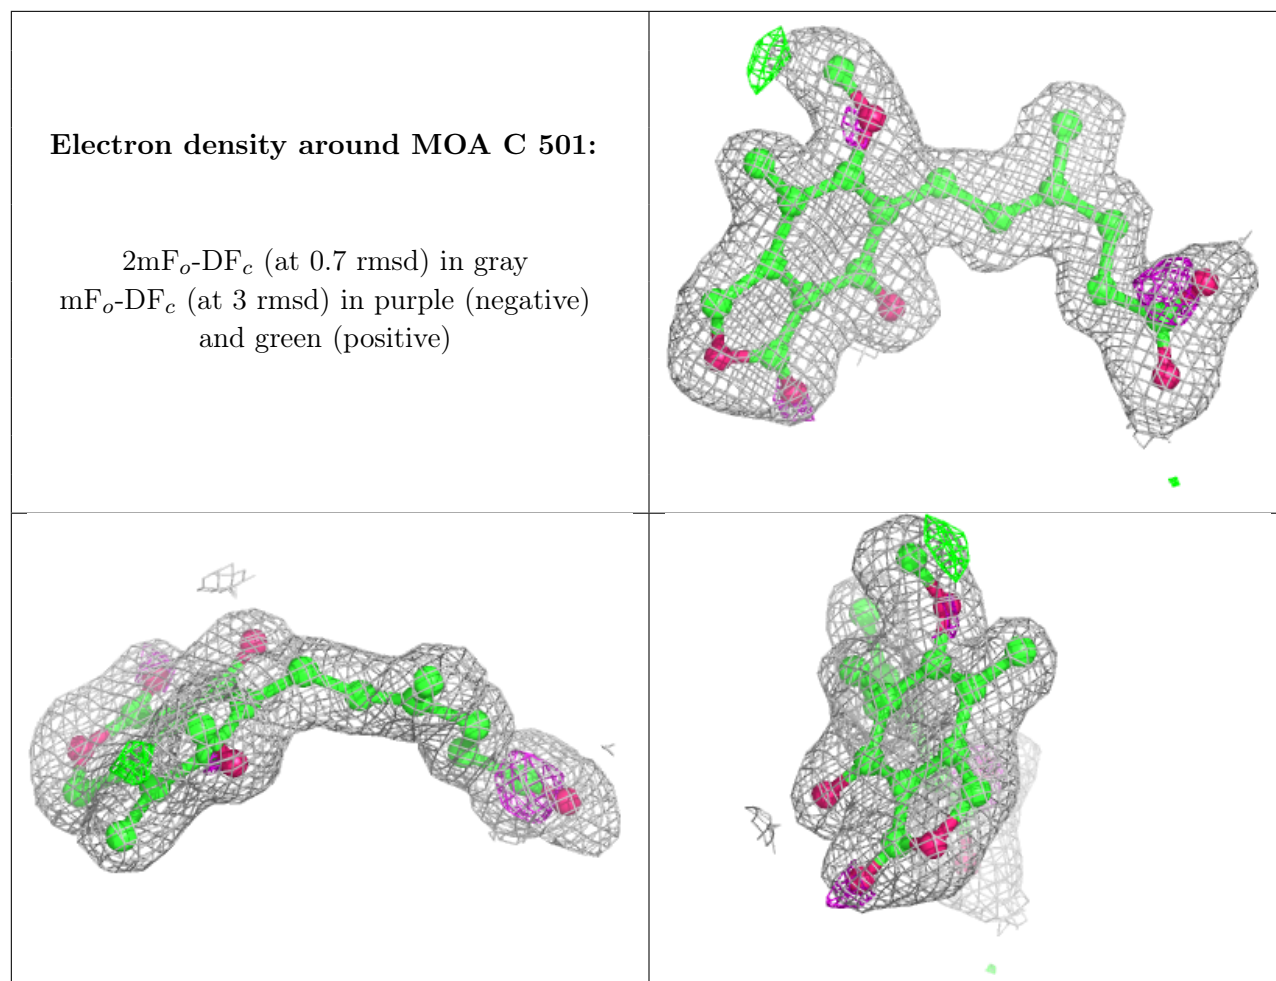 Electron density around MOA C 501:
2mFo-DFc (at 0.7 rmsd) in gray
mFo-DFc (at 3 rmsd) in purple (negative)
and green (positive)